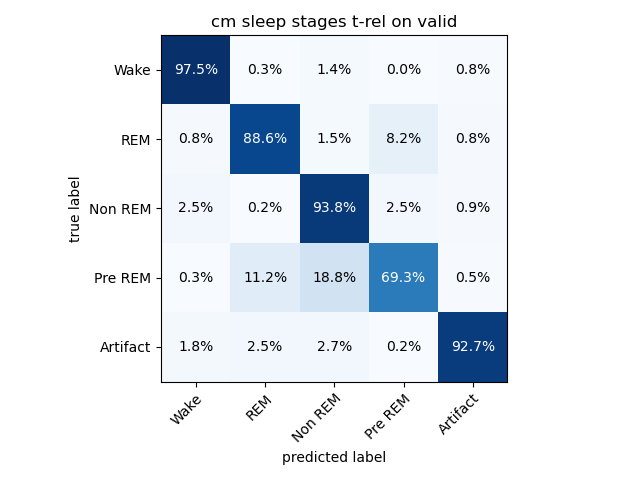 cm sleep stages t-rel on valid
true label
Wake 97.5% 0.3% 1.4% 0.0% 0.8%
REM 0.8% 88.6% 1.5% 8.2% 0.8%
Non REM 2.5% 0.2% 93.8% 2.5% 0.9%
Pre REM 0.3% 11.2% 18.8% 69.3% 0.5%
Artifact 1.8% 2.5% 2.7% 0.2% 92.7%
Wake REM Non REM Pre REM Artifact
predicted label